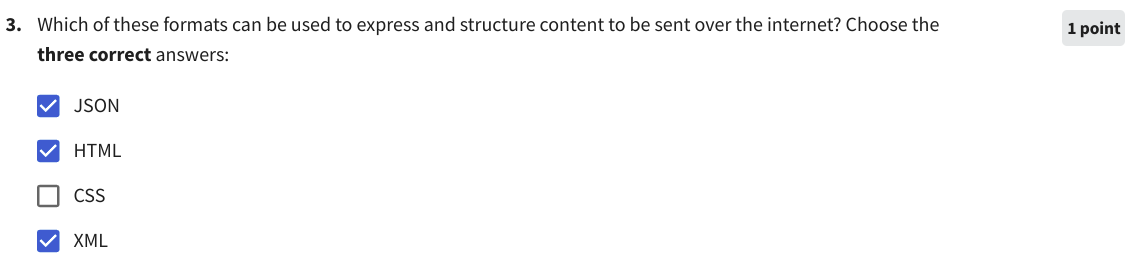 3. Which of these formats can be used to express and structure content to be sent over the internet? Choose the
1 point
three correct answers:
JSON
HTML
CSS
XML